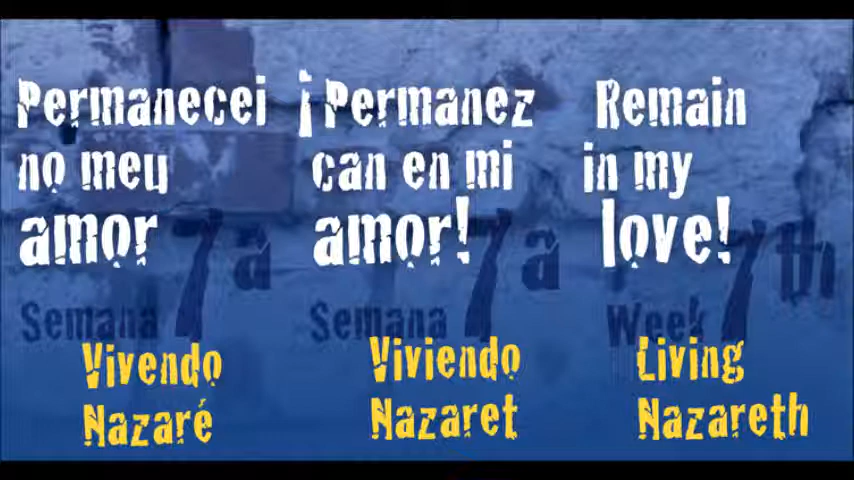 Permanecei
no meu
amor
Semana 7a
Vivendo
Nazaré
¡Permanez
can en mi
amor!
Semana 7a
Viviendo
Nazaret
Remain
in my
love!
Week 7th
Living
Nazareth